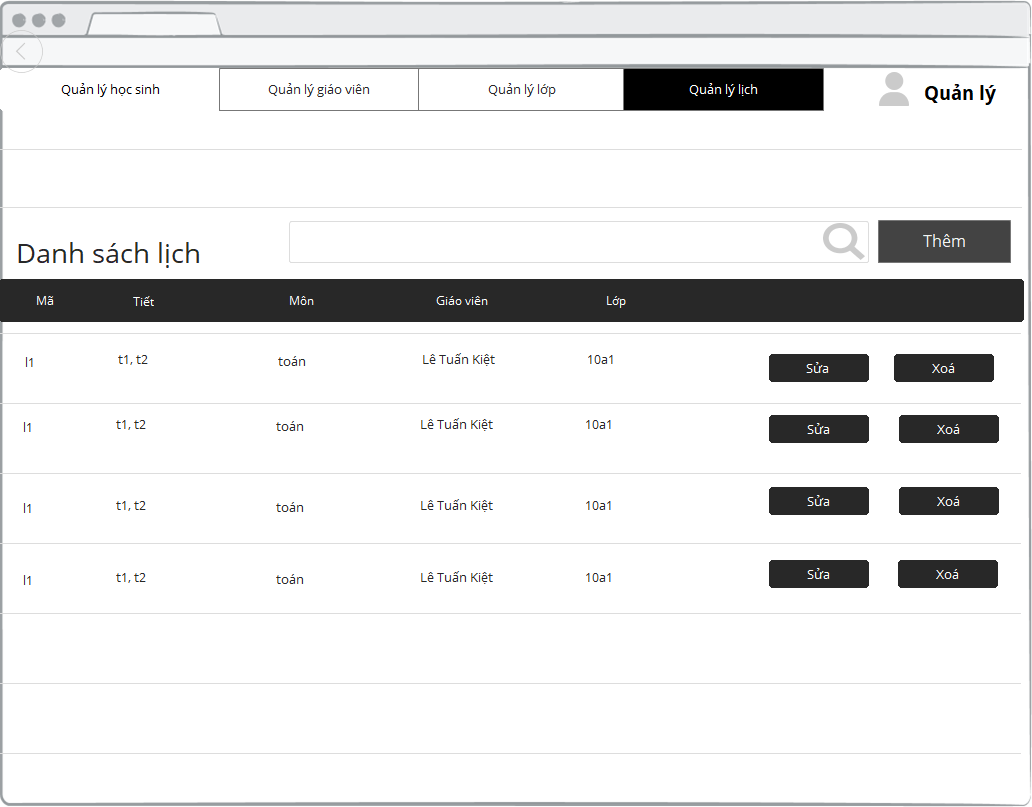 Quản lý học sinh Quản lý giáo viên Quản lý lớp Quản lý lịch Quản lý
Danh sách lịch Thêm
Mã Tiết Môn Giáo viên Lớp
l1 t1, t2 toán Lê Tuấn Kiệt 10a1 Sửa Xoá
l1 t1, t2 toán Lê Tuấn Kiệt 10a1 Sửa Xoá
l1 t1, t2 toán Lê Tuấn Kiệt 10a1 Sửa Xoá
l1 t1, t2 toán Lê Tuấn Kiệt 10a1 Sửa Xoá